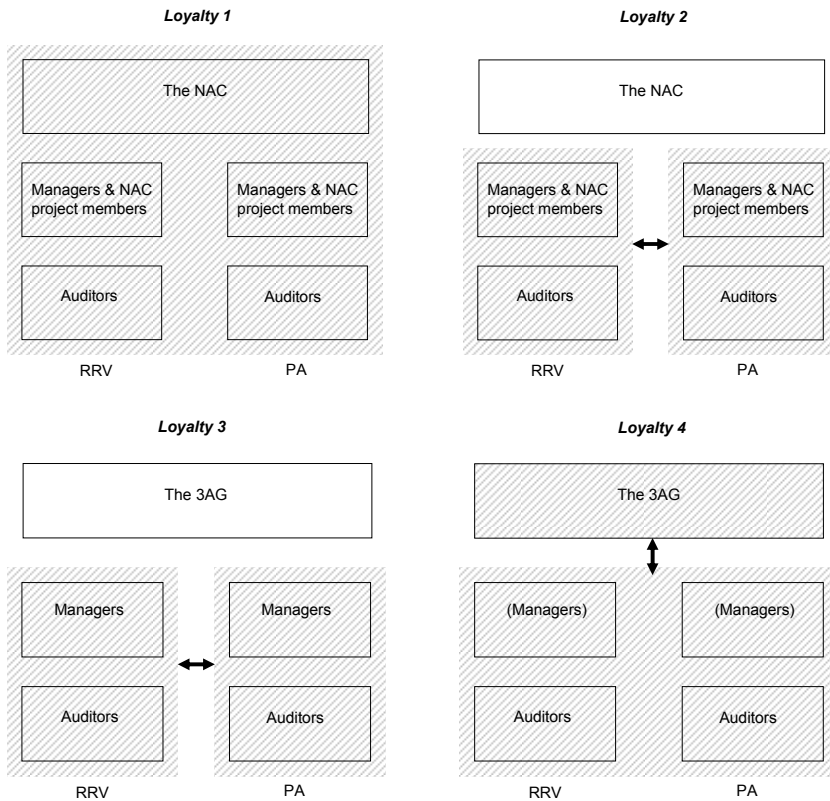 Loyalty 1
The NAC
Managers & NAC
project members
Managers & NAC
project members
Auditors
Auditors
RRV
PA
Loyalty 2
The NAC
Managers & NAC
project members
Managers & NAC
project members
Auditors
Auditors
RRV
PA
Loyalty 3
The 3AG
Managers
Managers
Auditors
Auditors
RRV
PA
Loyalty 4
The 3AG
(Managers)
(Managers)
Auditors
Auditors
RRV
PA